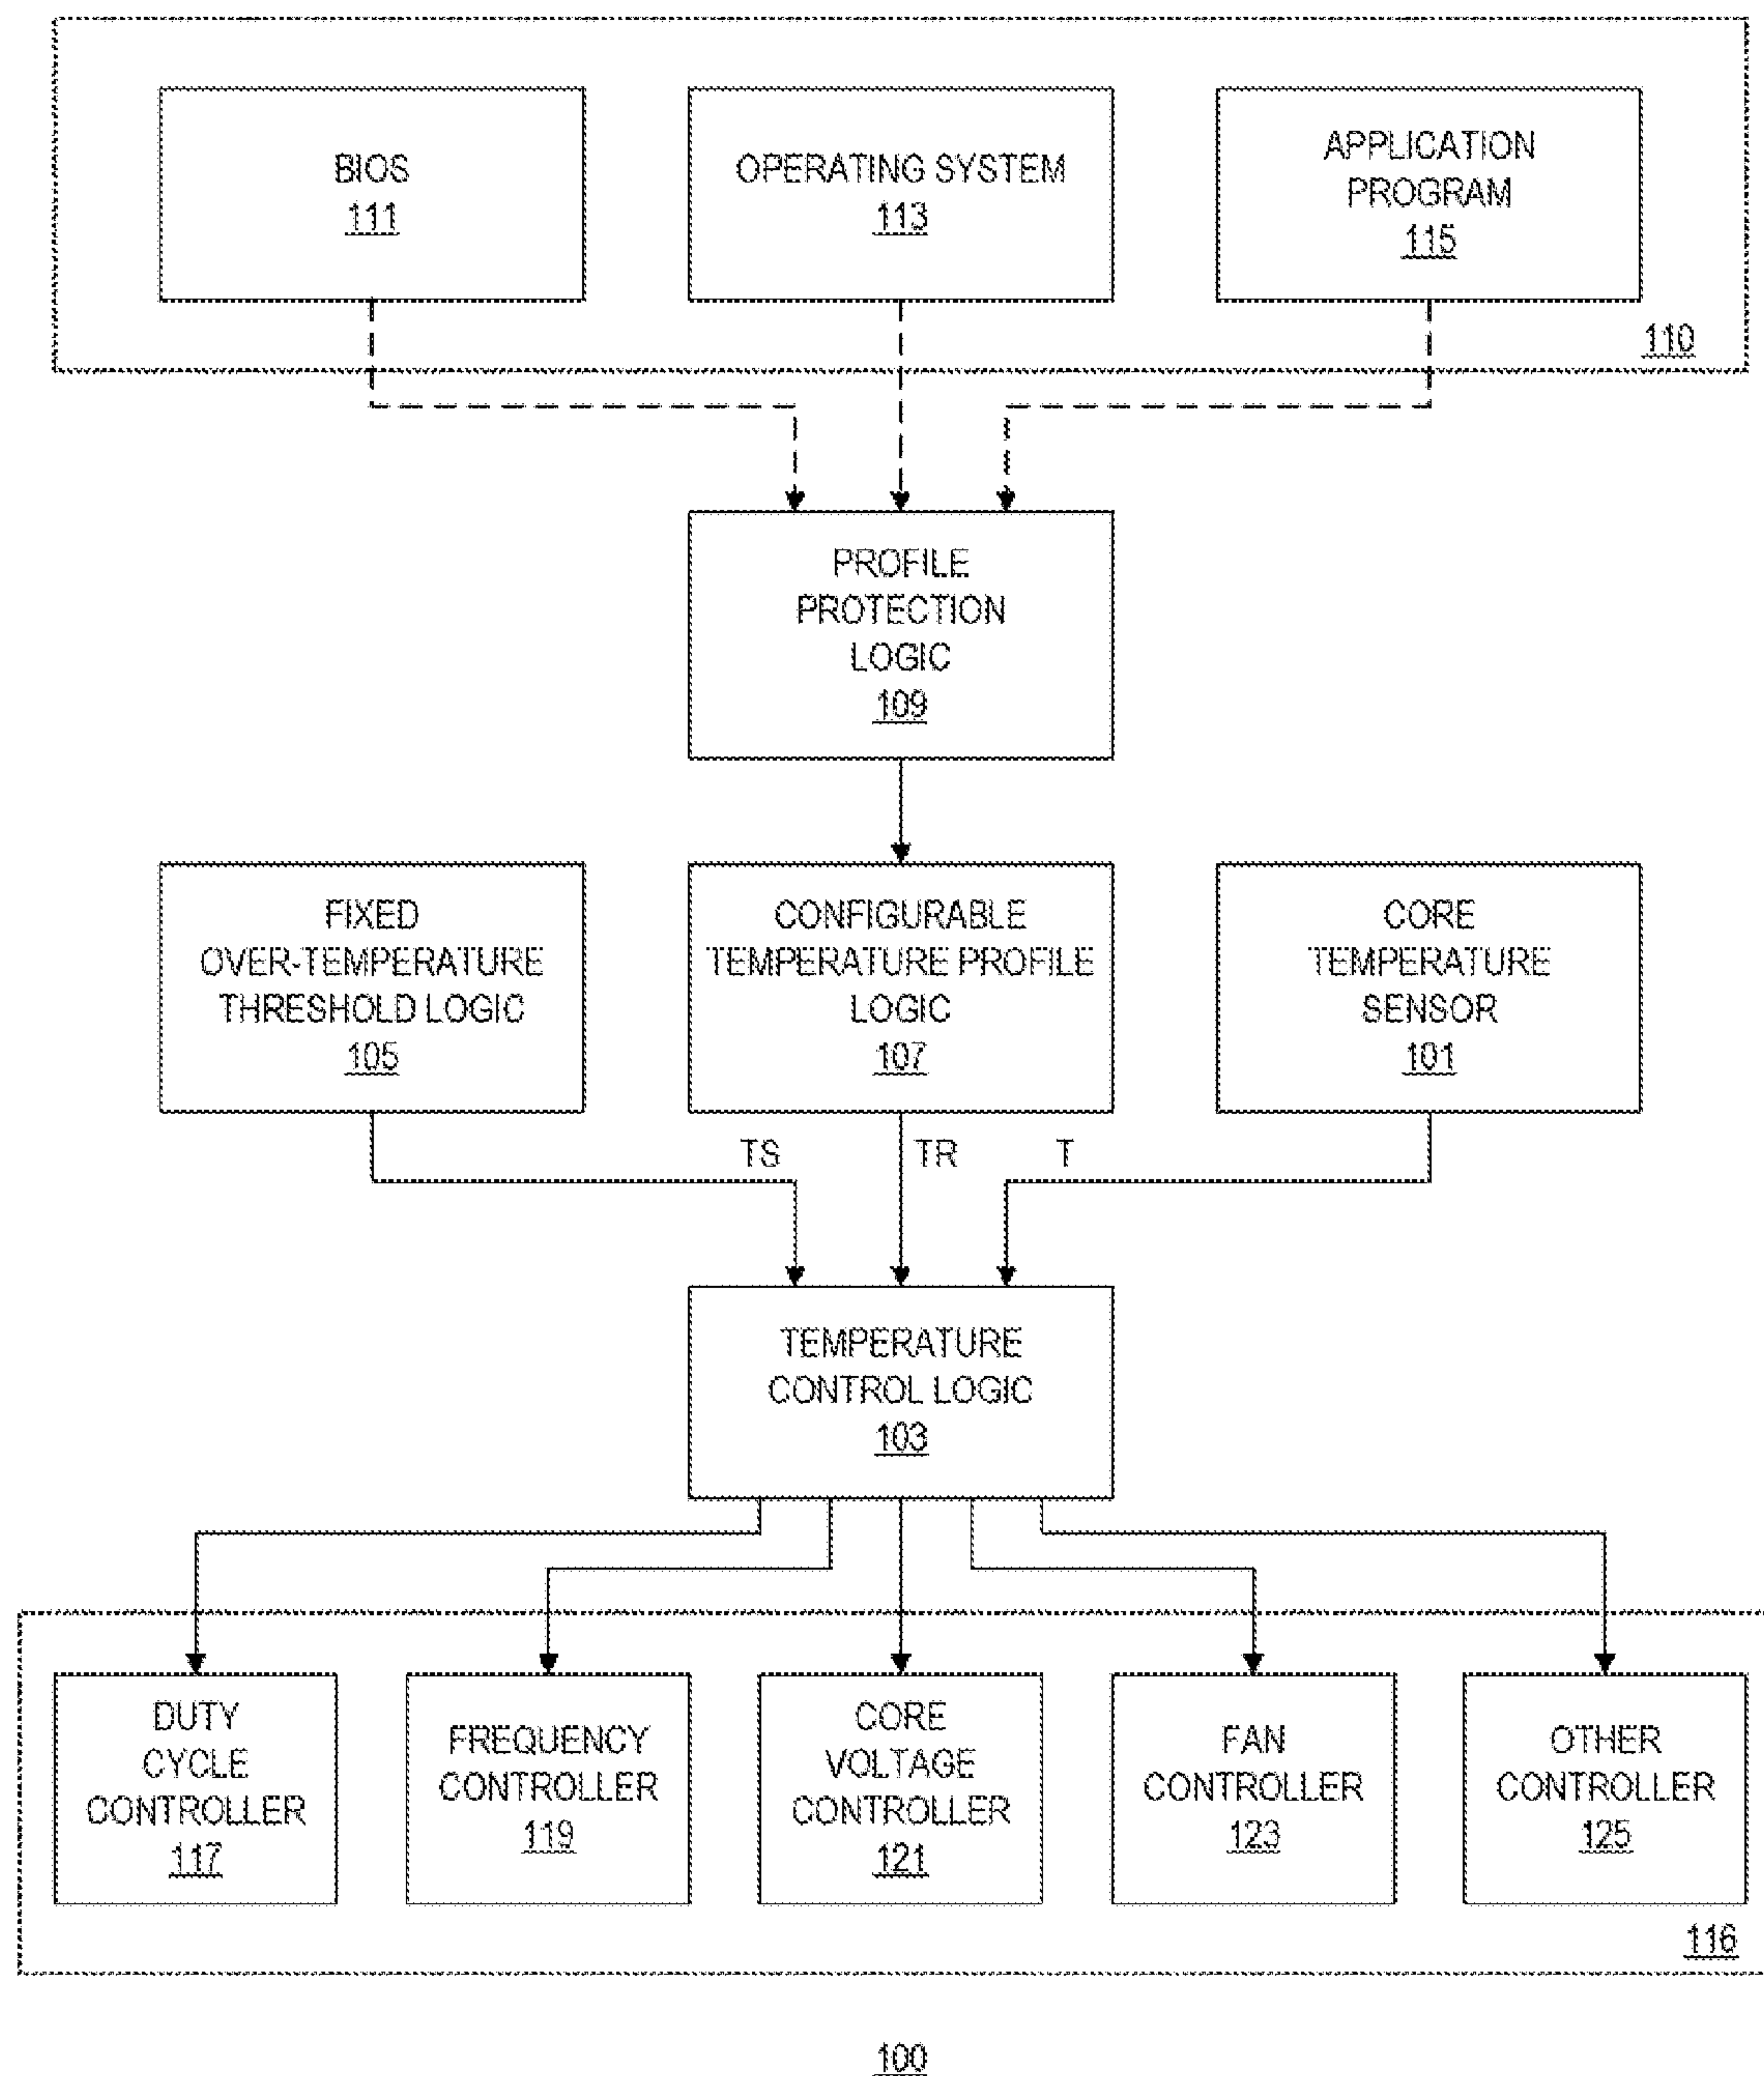 BIOS
111
OPERATING SYSTEM
113
APPLICATION
PROGRAM
115
110
PROFILE
PROTECTION
LOGIC
109
FIXED
OVER-TEMPERATURE
THRESHOLD LOGIC
105
CONFIGURABLE
TEMPERATURE PROFILE
LOGIC
107
CORE
TEMPERATURE
SENSOR
101
TS
TR
T
TEMPERATURE
CONTROL LOGIC
103
DUTY
CYCLE
CONTROLLER
117
FREQUENCY
CONTROLLER
119
CORE
VOLTAGE
CONTROLLER
121
FAN
CONTROLLER
123
OTHER
CONTROLLER
125
116
100